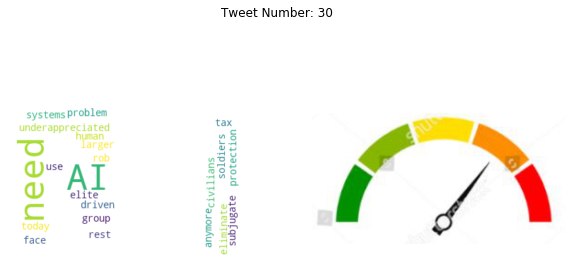 Tweet Number: 30
systems problem
underappreciated
human
larger
rob
need
use
AI
elite
driven
group
today
rest
face
tax
soldiers
protection
civilians
anymore
eliminate
subjugate